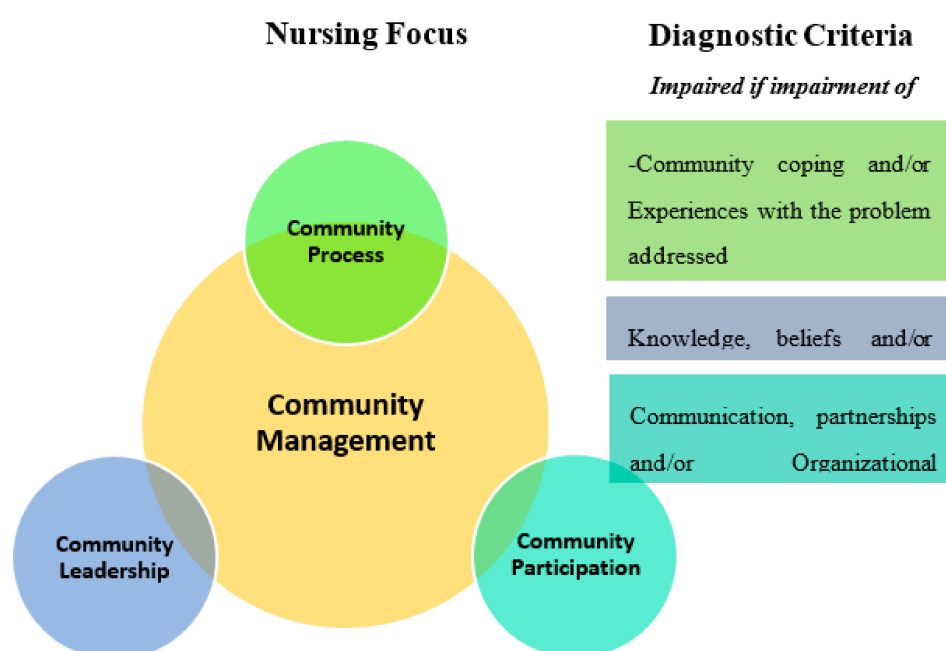 Nursing Focus
Diagnostic Criteria
Impaired if impairment of
-Community coping and/or
Experiences with the problem
addressed
Knowledge, beliefs and/or
Communication, partnerships
and/or Organizational
Community
Process
Community
Management
Community
Leadership
Community
Participation